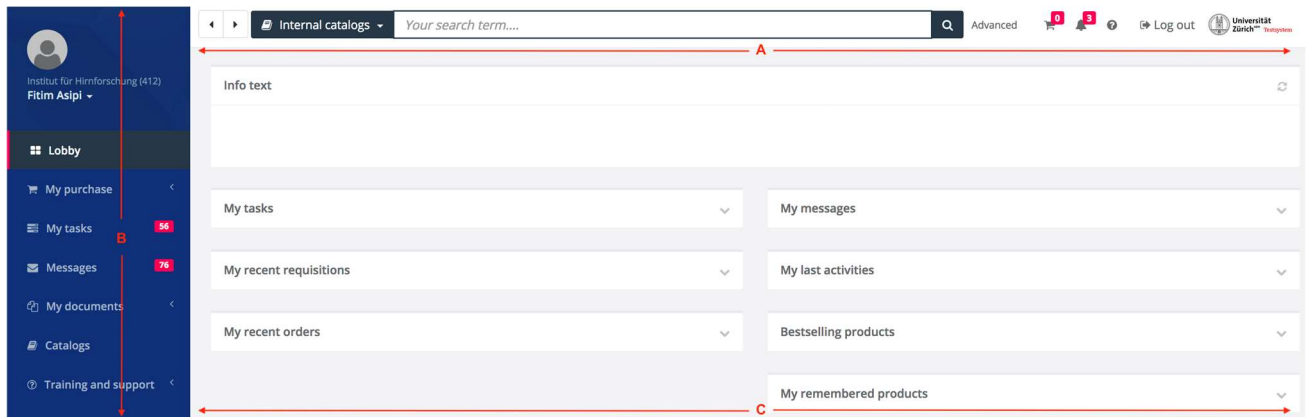 Internal catalogs
Your search term....
Advanced
0
3
Log out
Universität
Zürich UZH
Testsystem
A
Institut für Hirnforschung (412)
Fitim Asipi
Lobby
My purchase
My tasks 56
B
Messages 76
My documents
Catalogs
Training and support
Info text
My tasks
My messages
My recent requisitions
My last activities
My recent orders
Bestselling products
My remembered products
C